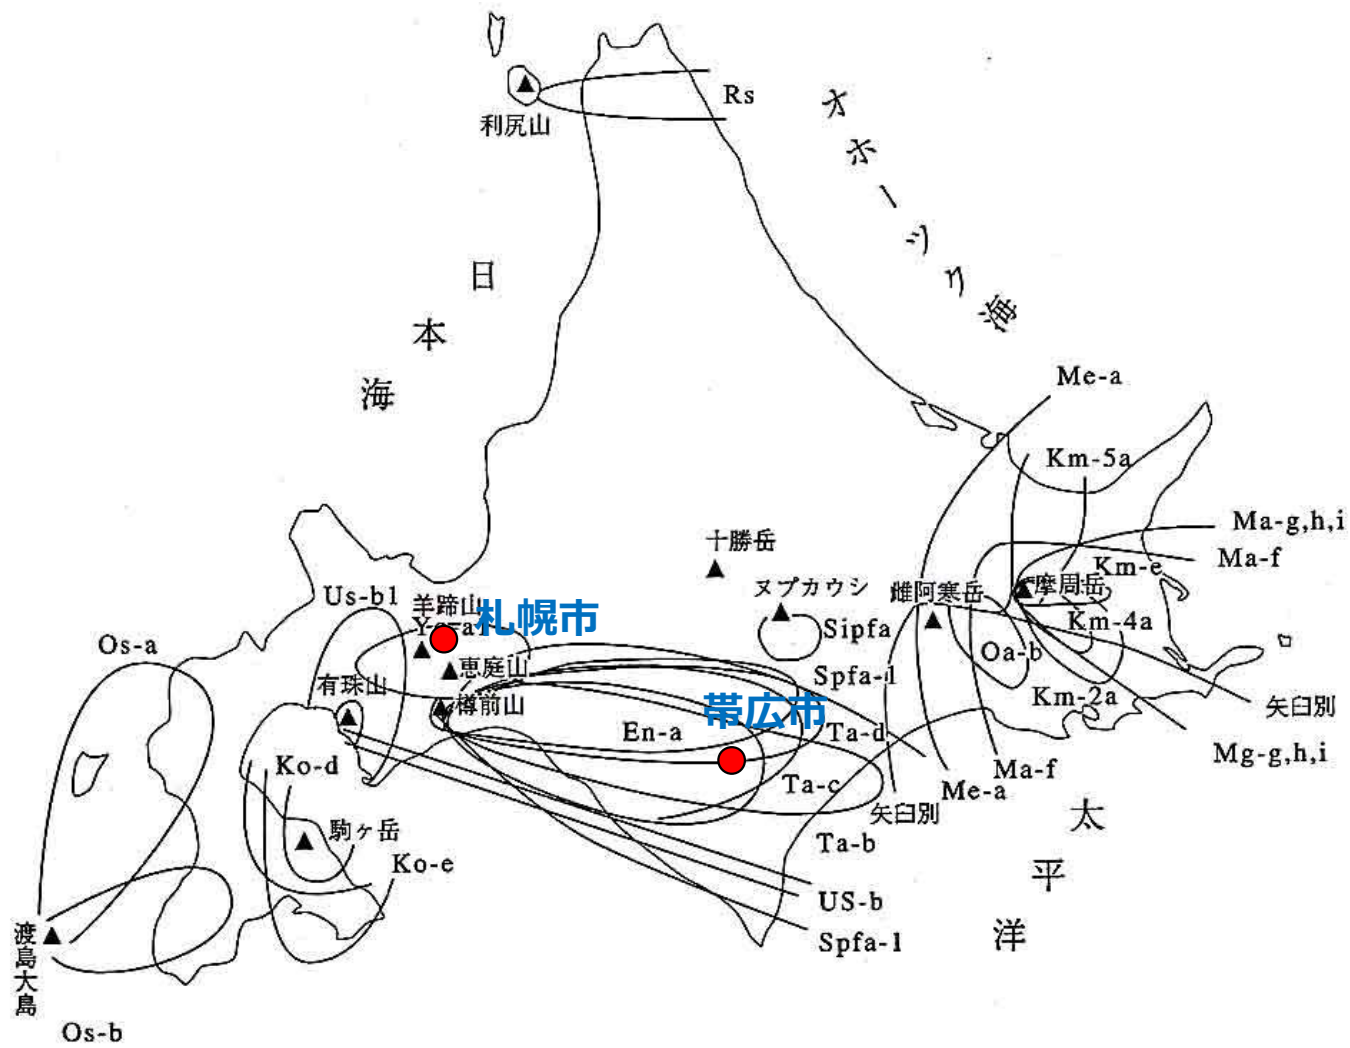 Rs
利尻山
オホーツク海
日本海
Me-a
Km-5a
Ma-g,h,i
Ma-f
十勝岳
Km-e
摩周岳
ヌプカウシ
雌阿寒岳
Us-b1
羊蹄山
札幌市
Km-4a
Sipfa
Os-a
恵庭山
Oa-b
Spfa-1
有珠山
樽前山
帯広市
Km-2a
矢臼別
En-a
Ta-d
Mg-g,h,i
Ko-d
Ta-c
Ma-f
Me-a
矢臼別
太平洋
駒ヶ岳
Ta-b
Ko-e
US-b
Spfa-1
渡島大島
Os-b